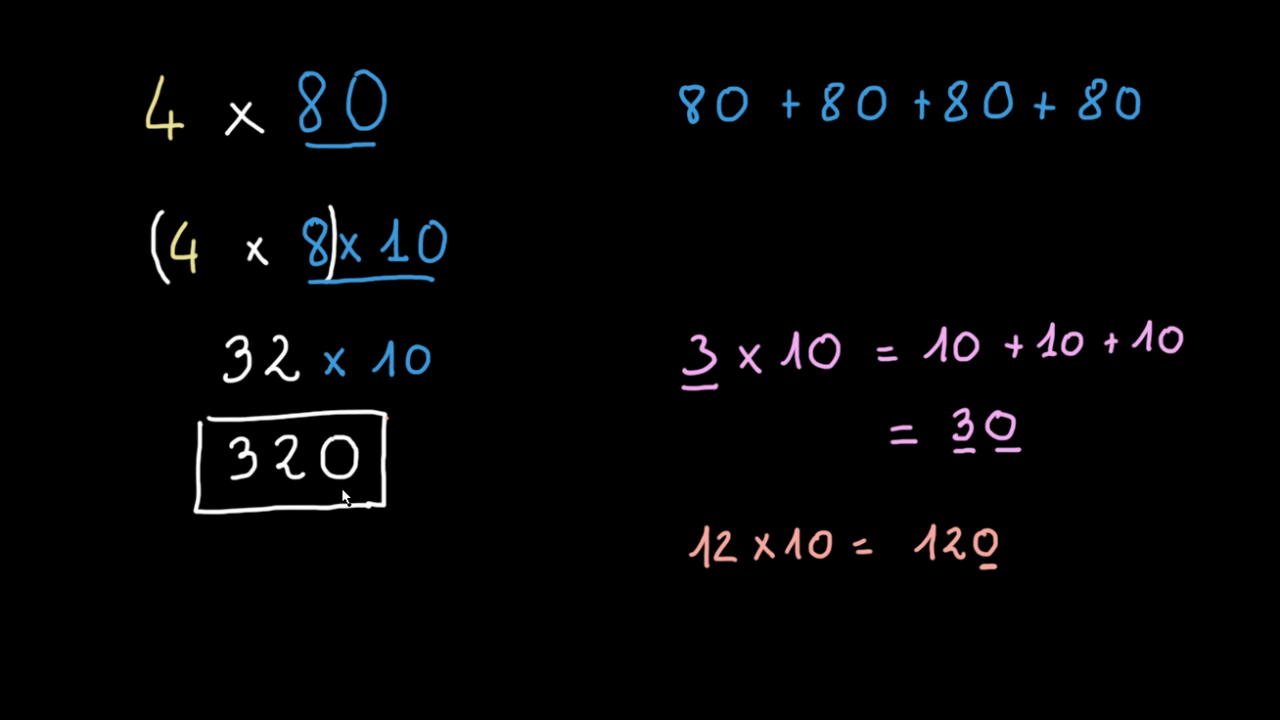 4 × 80
(4 × 8) × 10
32 × 10
320
80 + 80 + 80 + 80
3 × 10 = 10 + 10 + 10
= 30
12 × 10 = 120